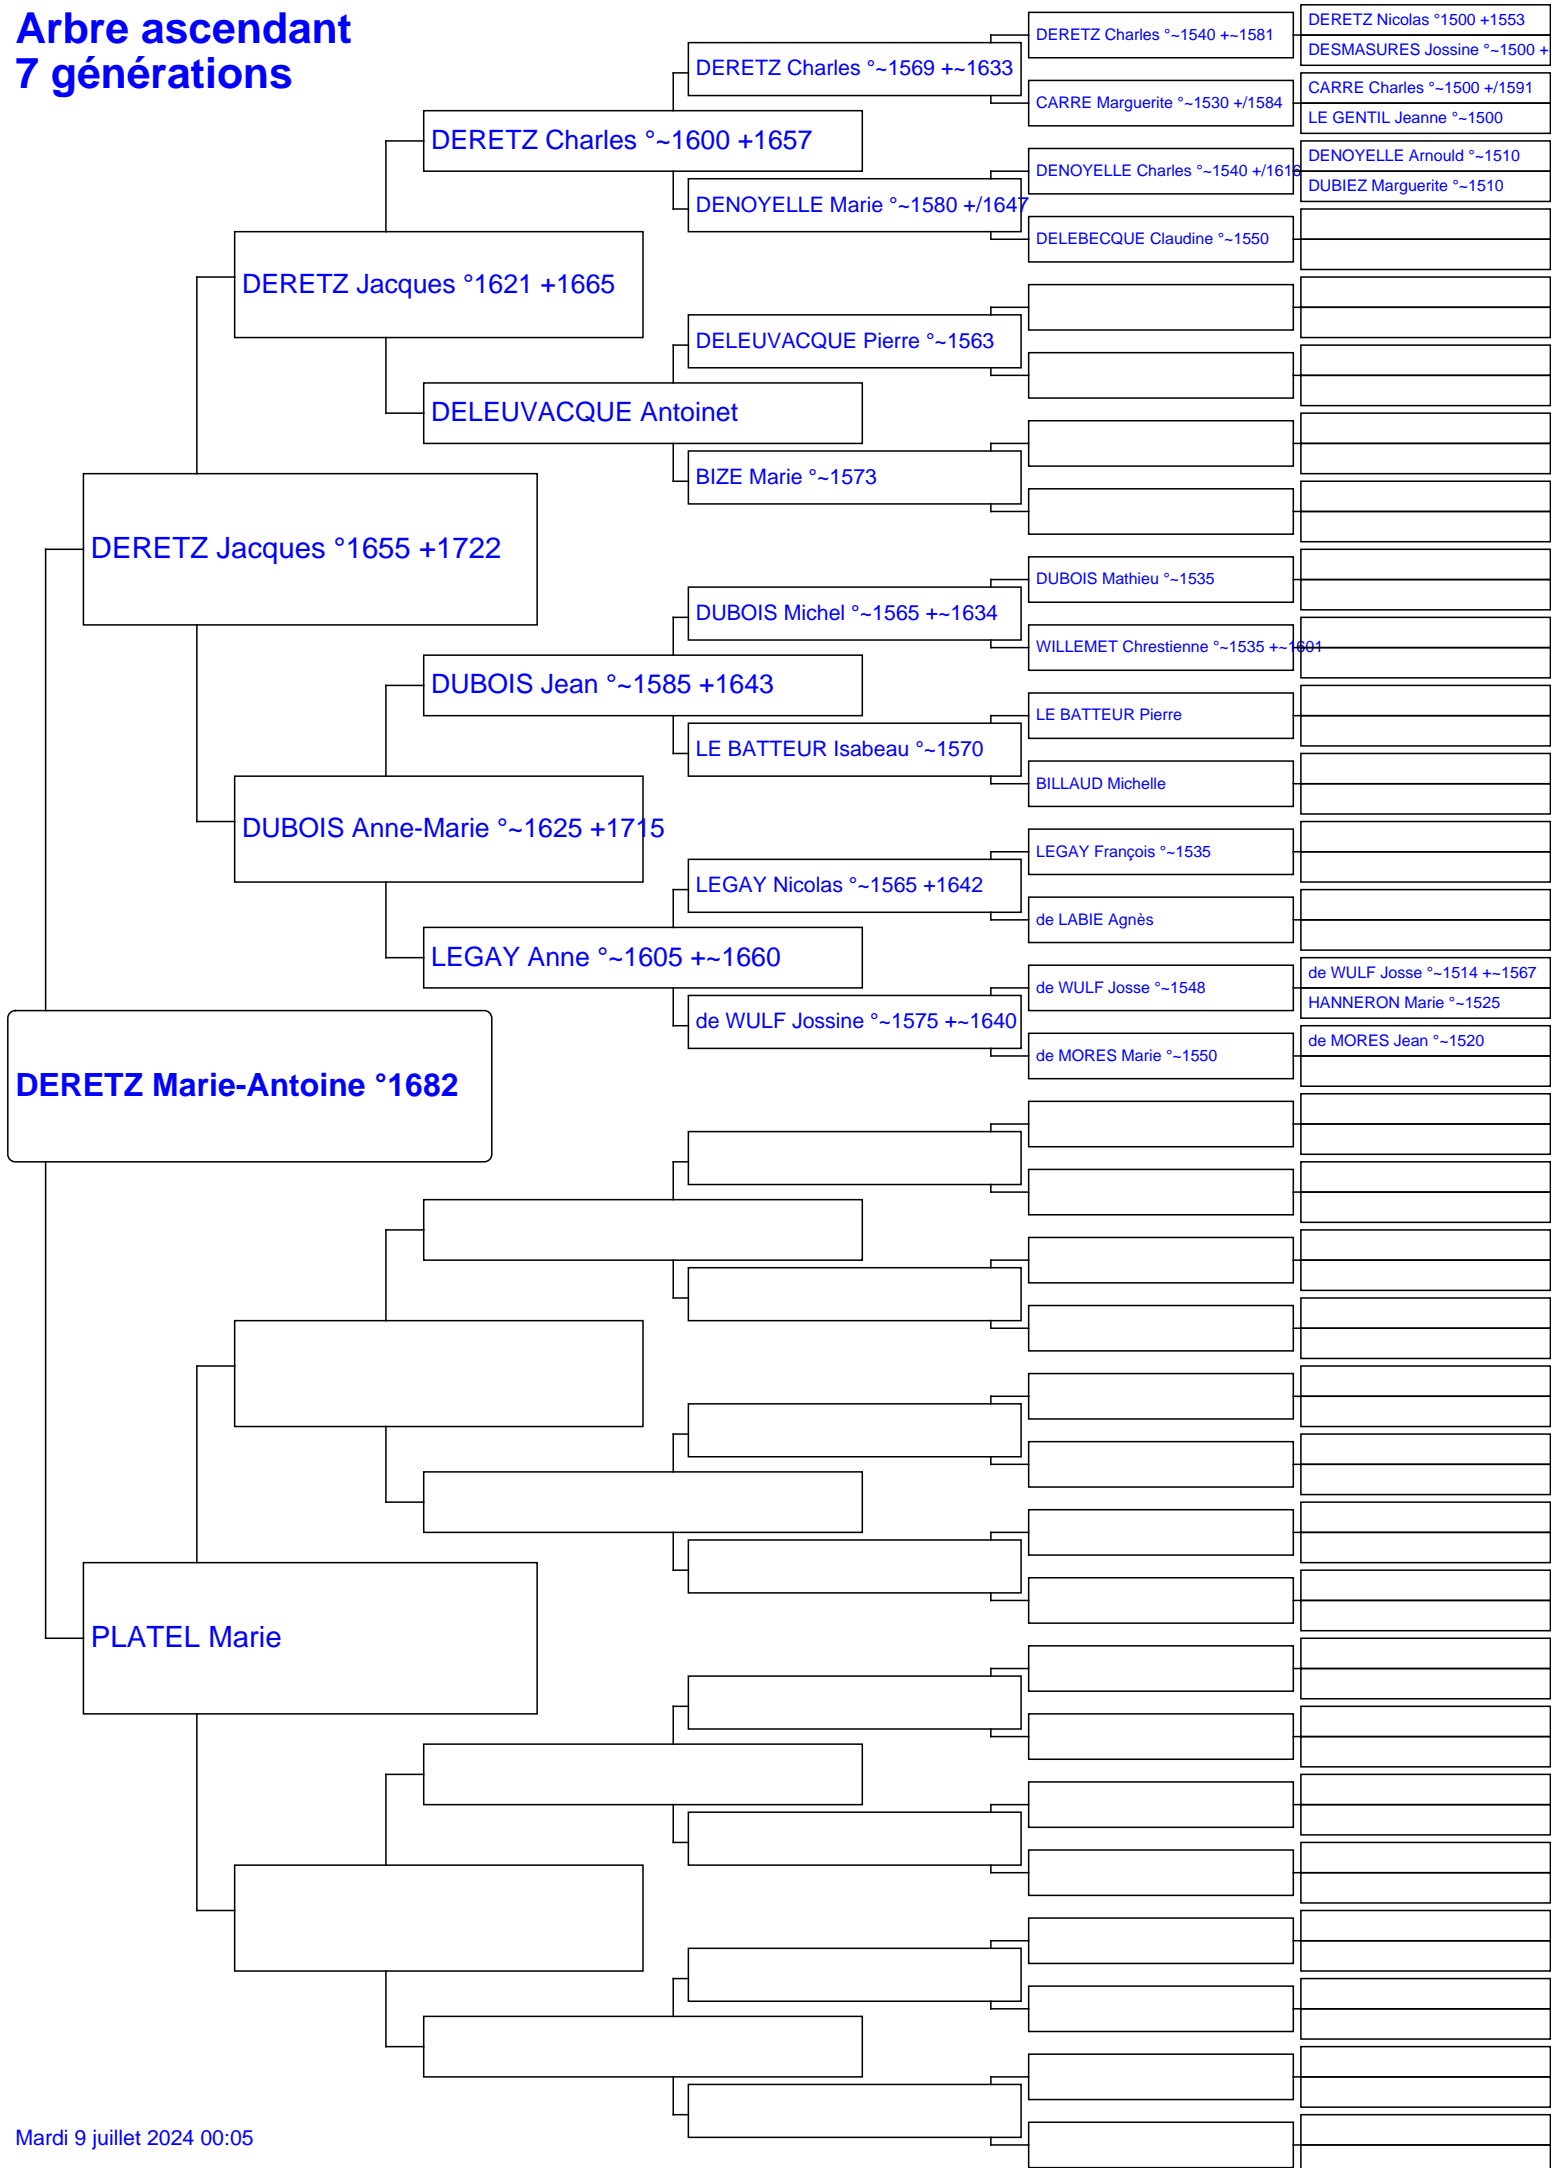 Arbre ascendant
7 générations
DERETZ Nicolas °1500 +1553
DERETZ Charles °~1540 +~1581
DESMASURES Jossine °~1500 +
DERETZ Charles °~1569 +~1633
CARRE Charles °~1500 +/1591
CARRE Marguerite °~1530 +/1584
LE GENTIL Jeanne °~1500
DERETZ Charles °~1600 +1657
DENOYELLE Arnould °~1510
DENOYELLE Charles °~1540 +/1616
DUBIEZ Marguerite °~1510
DENOYELLE Marie °~1580 +/1647
DELEBECQUE Claudine °~1550
DERETZ Jacques °1621 +1665
DELEUVACQUE Pierre °~1563
DELEUVACQUE Antoinet
BIZE Marie °~1573
DERETZ Jacques °1655 +1722
DUBOIS Mathieu °~1535
DUBOIS Michel °~1565 +~1634
WILLEMET Chrestienne °~1535 +~1601
DUBOIS Jean °~1585 +1643
LE BATTEUR Pierre
LE BATTEUR Isabeau °~1570
BILLAUD Michelle
DUBOIS Anne-Marie °~1625 +1715
LEGAY François °~1535
LEGAY Nicolas °~1565 +1642
de LABIE Agnès
LEGAY Anne °~1605 +~1660
de WULF Josse °~1514 +~1567
de WULF Josse °~1548
HANNERON Marie °~1525
de WULF Jossine °~1575 +~1640
de MORES Jean °~1520
de MORES Marie °~1550
DERETZ Marie-Antoine °1682
PLATEL Marie
Mardi 9 juillet 2024 00:05